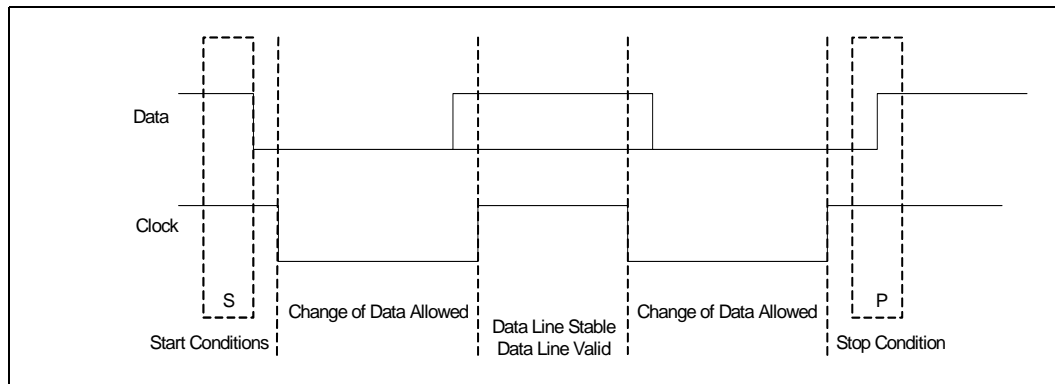 Data
Clock
S
P
Change of Data Allowed
Change of Data Allowed
Start Conditions
Data Line Stable
Data Line Valid
Stop Condition